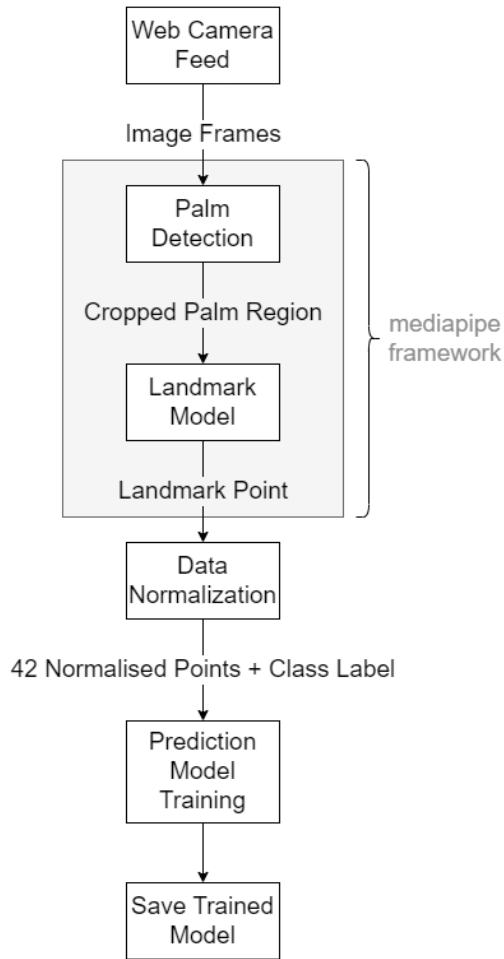 Web Camera
Feed
Image Frames
Palm
Detection
Cropped Palm Region
mediapipe
framework
Landmark
Model
Landmark Point
Data
Normalization
42 Normalised Points + Class Label
Prediction
Model
Training
Save Trained
Model